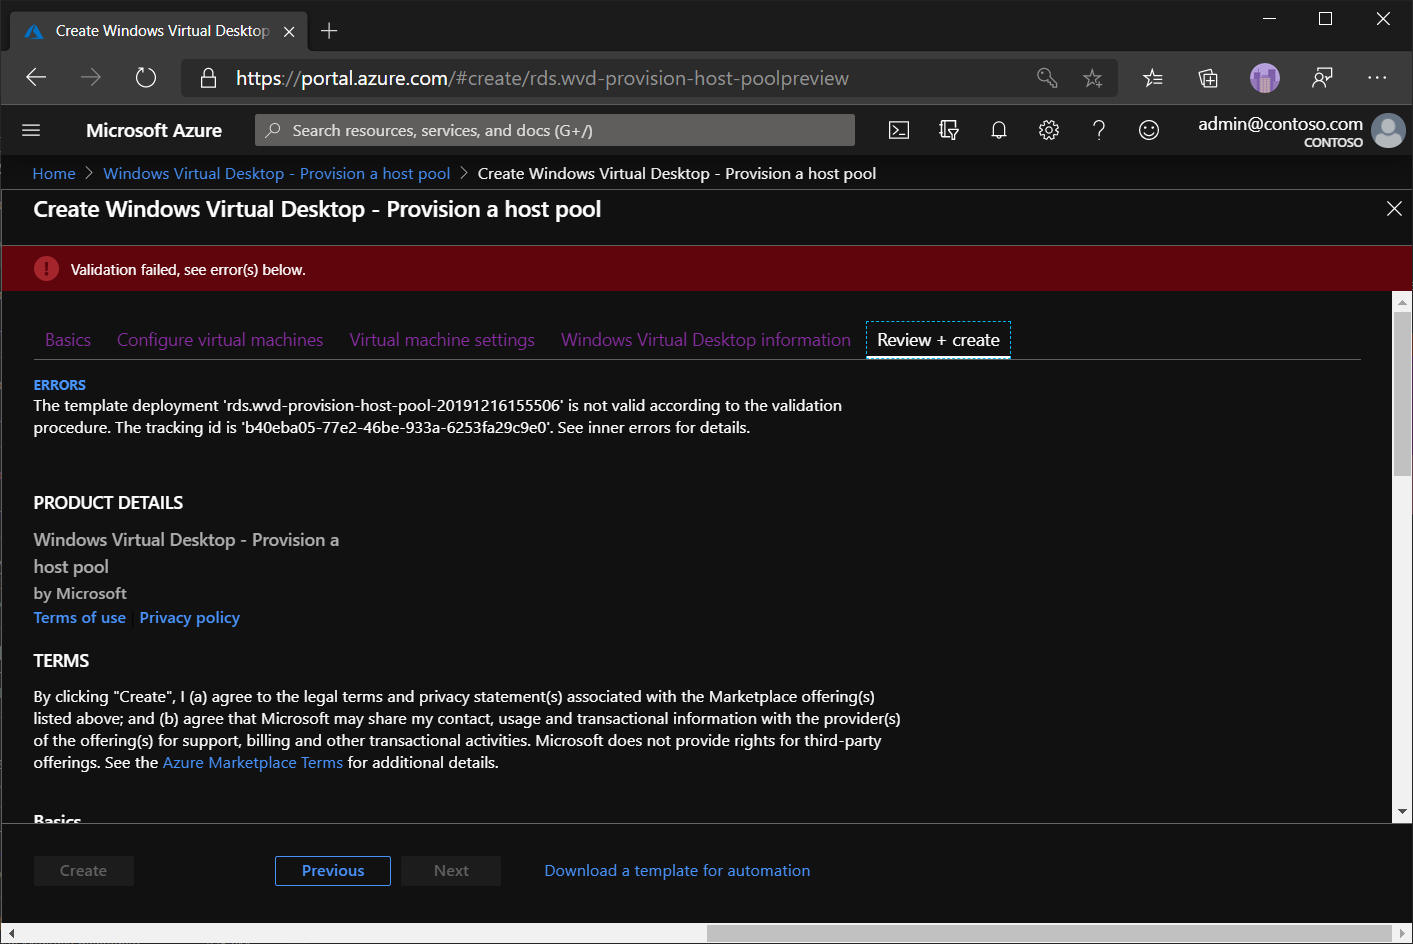 Create Windows Virtual Desktop
https://portal.azure.com/#create/rds.wvd-provision-host-poolpreview
Microsoft Azure
Search resources, services, and docs (G+/)
admin@contoso.com
CONTOSO
Home > Windows Virtual Desktop - Provision a host pool > Create Windows Virtual Desktop - Provision a host pool
Create Windows Virtual Desktop - Provision a host pool
Validation failed, see error(s) below.
Basics Configure virtual machines Virtual machine settings Windows Virtual Desktop information Review + create
ERRORS
The template deployment 'rds.wvd-provision-host-pool-20191216155506' is not valid according to the validation
procedure. The tracking id is 'b40eba05-77e2-46be-933a-6253fa29c9e0'. See inner errors for details.
PRODUCT DETAILS
Windows Virtual Desktop - Provision a
host pool
by Microsoft
Terms of use | Privacy policy
TERMS
By clicking "Create", I (a) agree to the legal terms and privacy statement(s) associated with the Marketplace offering(s)
listed above; and (b) agree that Microsoft may share my contact, usage and transactional information with the provider(s)
of the offering(s) for support, billing and other transactional activities. Microsoft does not provide rights for third-party
offerings. See the Azure Marketplace Terms for additional details.
Basics
Create Previous Next Download a template for automation